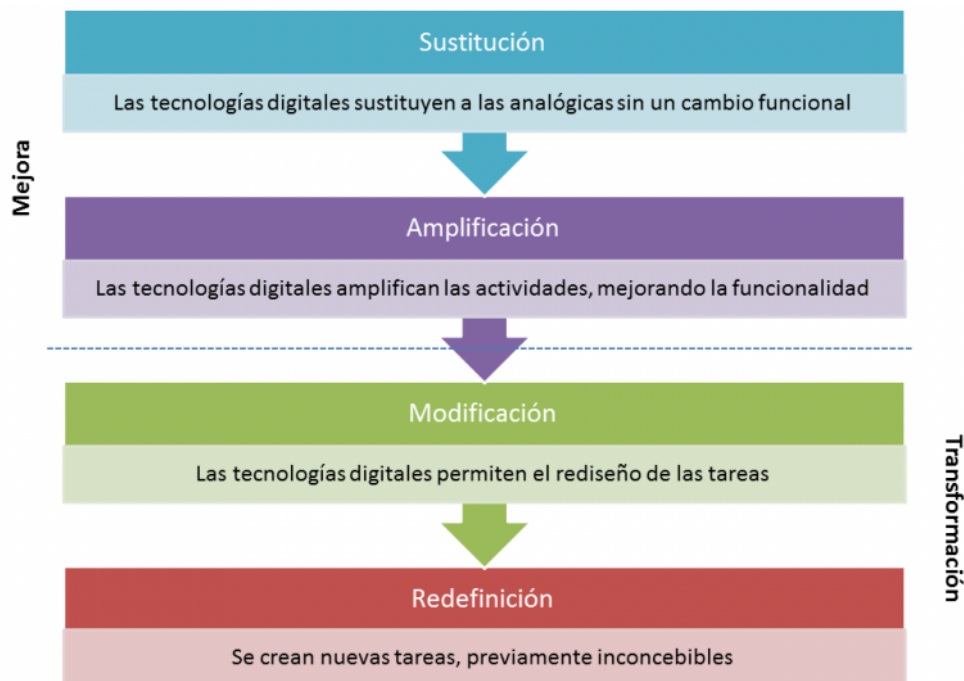 Sustitución
Las tecnologías digitales sustituyen a las analógicas sin un cambio funcional
Mejora
Amplificación
Las tecnologías digitales amplifican las actividades, mejorando la funcionalidad
Modificación
Las tecnologías digitales permiten el rediseño de las tareas
Transformación
Redefinición
Se crean nuevas tareas, previamente inconcebibles